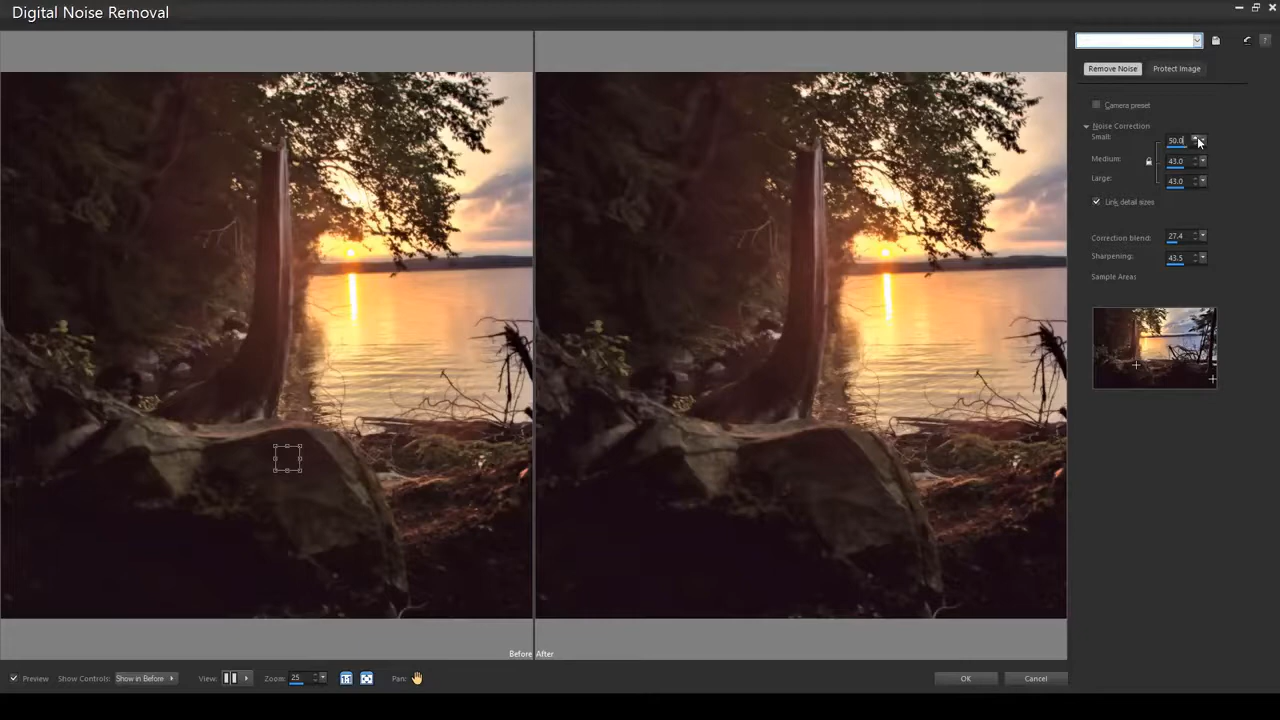 Digital Noise Removal
Remove Noise
Protect Image
Camera preset
Noise Correction
Small: 50.0
Medium: 43.0
Large: 43.0
Link detail sizes
Correction blend: 27.4
Sharpening: 43.5
Sample Areas
Before After
Preview Show Controls: Show in Before View: Zoom: 25 Pan: OK Cancel